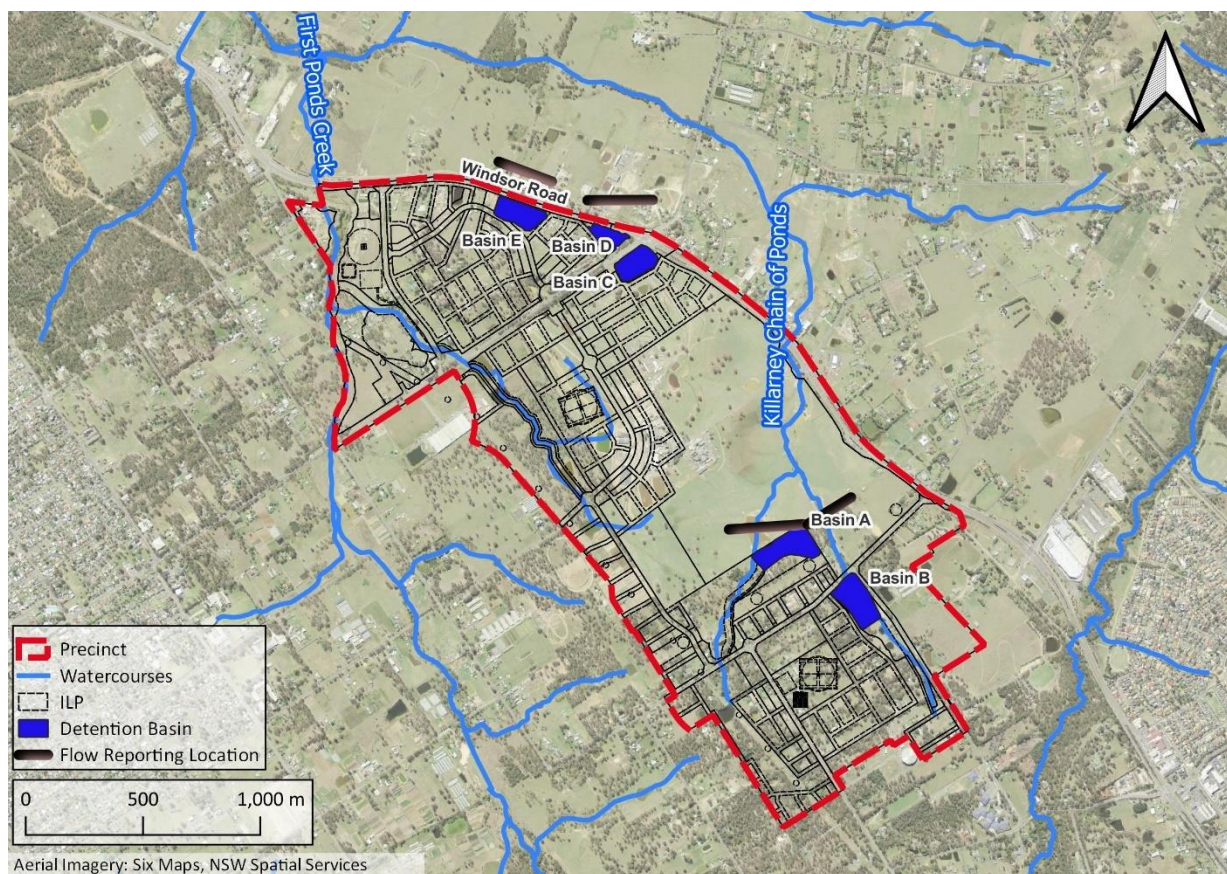 First Ponds Creek
Windsor Road
Basin E
Basin D
Basin C
Killarney Chain of Ponds
Basin A
Basin B
Precinct
Watercourses
ILP
Detention Basin
Flow Reporting Location
0 500 1,000 m
Aerial Imagery: Six Maps, NSW Spatial Services